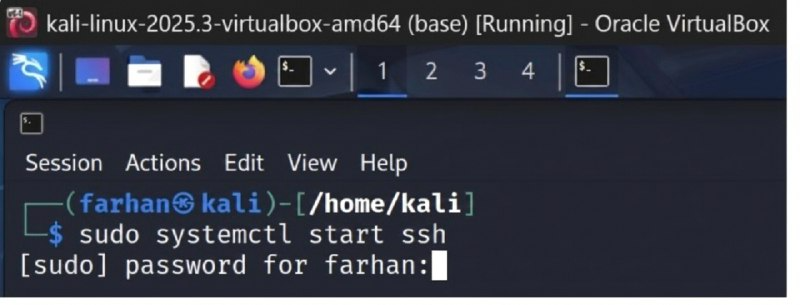 kali-linux-2025.3-virtualbox-amd64 (base) [Running] - Oracle VirtualBox
$_ 1 2 3 4 $_
$_
Session Actions Edit View Help
(farhan㉿kali)-[/home/kali]
$ sudo systemctl start ssh
[sudo] password for farhan: